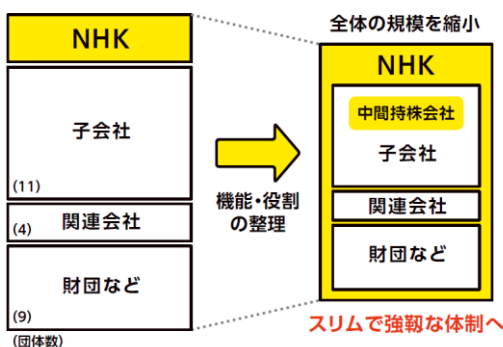 NHK
子会社
(11)
関連会社
(4)
財団など
(9)
(団体数)
機能・役割
の整理
全体の規模を縮小
NHK
中間持株会社
子会社
関連会社
財団など
スリムで強靭な体制へ